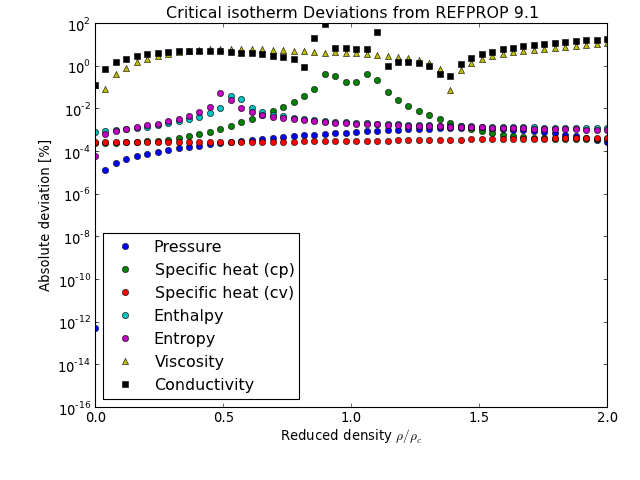 Critical isotherm Deviations from REFPROP 9.1
10^2
10^0
10^-2
10^-4
10^-6
10^-8
10^-10
10^-12
10^-14
10^-16
Absolute deviation [%]
Pressure
Specific heat (cp)
Specific heat (cv)
Enthalpy
Entropy
Viscosity
Conductivity
0.0 0.5 1.0 1.5 2.0
Reduced density ρ/ρ_c